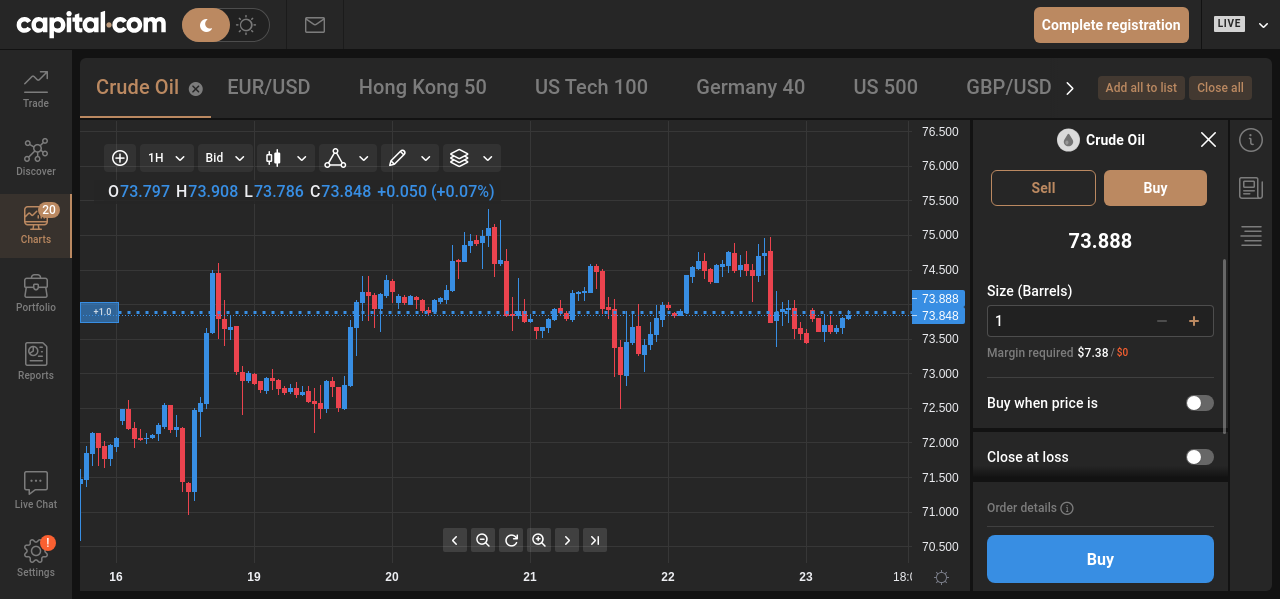 capital.com
Complete registration
LIVE
Trade
Discover
20
Charts
Portfolio
Reports
Live Chat
!
Settings
Crude Oil EUR/USD Hong Kong 50 US Tech 100 Germany 40 US 500 GBP/USD
Add all to list Close all
1H Bid
O73.797 H73.908 L73.786 C73.848 +0.050 (+0.07%)
+1.0
76.500
76.000
75.500
75.000
74.500
73.888
73.848
73.500
73.000
72.500
72.000
71.500
71.000
70.500
16 19 20 21 22 23
Crude Oil
Sell Buy
73.888
Size (Barrels)
1 − +
Margin required $7.38 / $0
Buy when price is
Close at loss
Order details
Buy